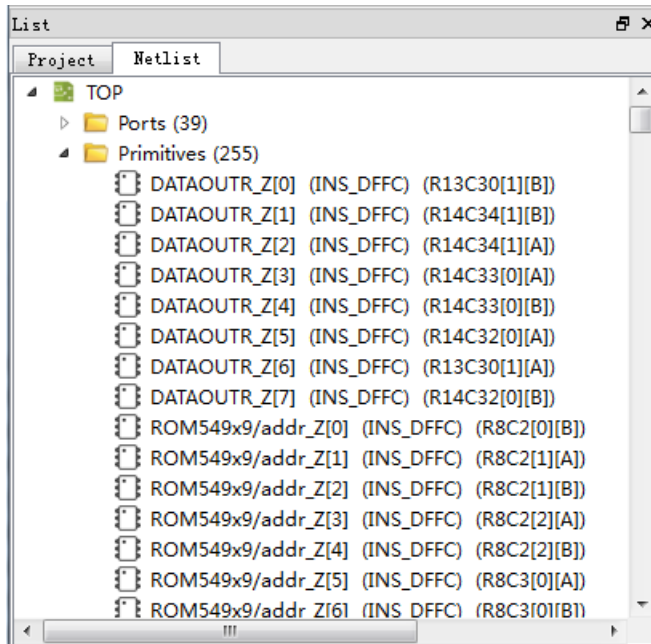 List
Project Netlist
TOP
Ports (39)
Primitives (255)
DATAOUTR_Z[0] (INS_DFFC) (R13C30[1][B])
DATAOUTR_Z[1] (INS_DFFC) (R14C34[1][B])
DATAOUTR_Z[2] (INS_DFFC) (R14C34[1][A])
DATAOUTR_Z[3] (INS_DFFC) (R14C33[0][A])
DATAOUTR_Z[4] (INS_DFFC) (R14C33[0][B])
DATAOUTR_Z[5] (INS_DFFC) (R14C32[0][A])
DATAOUTR_Z[6] (INS_DFFC) (R13C30[1][A])
DATAOUTR_Z[7] (INS_DFFC) (R14C32[0][B])
ROM549x9/addr_Z[0] (INS_DFFC) (R8C2[0][B])
ROM549x9/addr_Z[1] (INS_DFFC) (R8C2[1][A])
ROM549x9/addr_Z[2] (INS_DFFC) (R8C2[1][B])
ROM549x9/addr_Z[3] (INS_DFFC) (R8C2[2][A])
ROM549x9/addr_Z[4] (INS_DFFC) (R8C2[2][B])
ROM549x9/addr_Z[5] (INS_DFFC) (R8C3[0][A])
ROM549x9/addr_Z[6] (INS_DFFC) (R8C3[0][B])